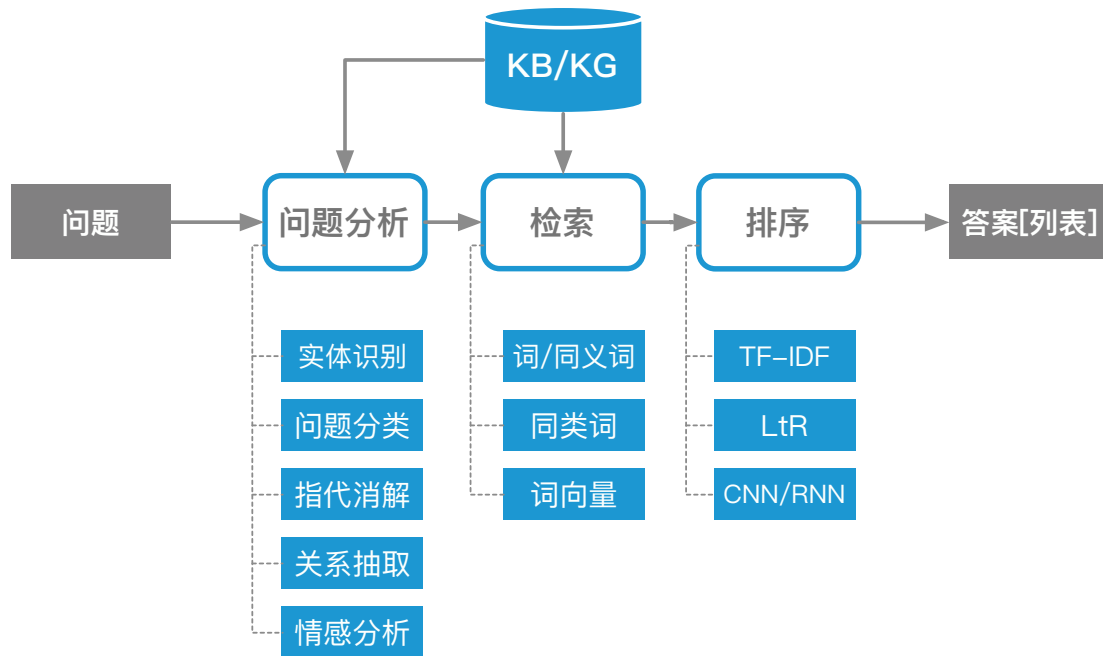 KB/KG
问题
问题分析
检索
排序
答案[列表]
实体识别
词/同义词
TF-IDF
问题分类
同类词
LtR
指代消解
词向量
CNN/RNN
关系抽取
情感分析